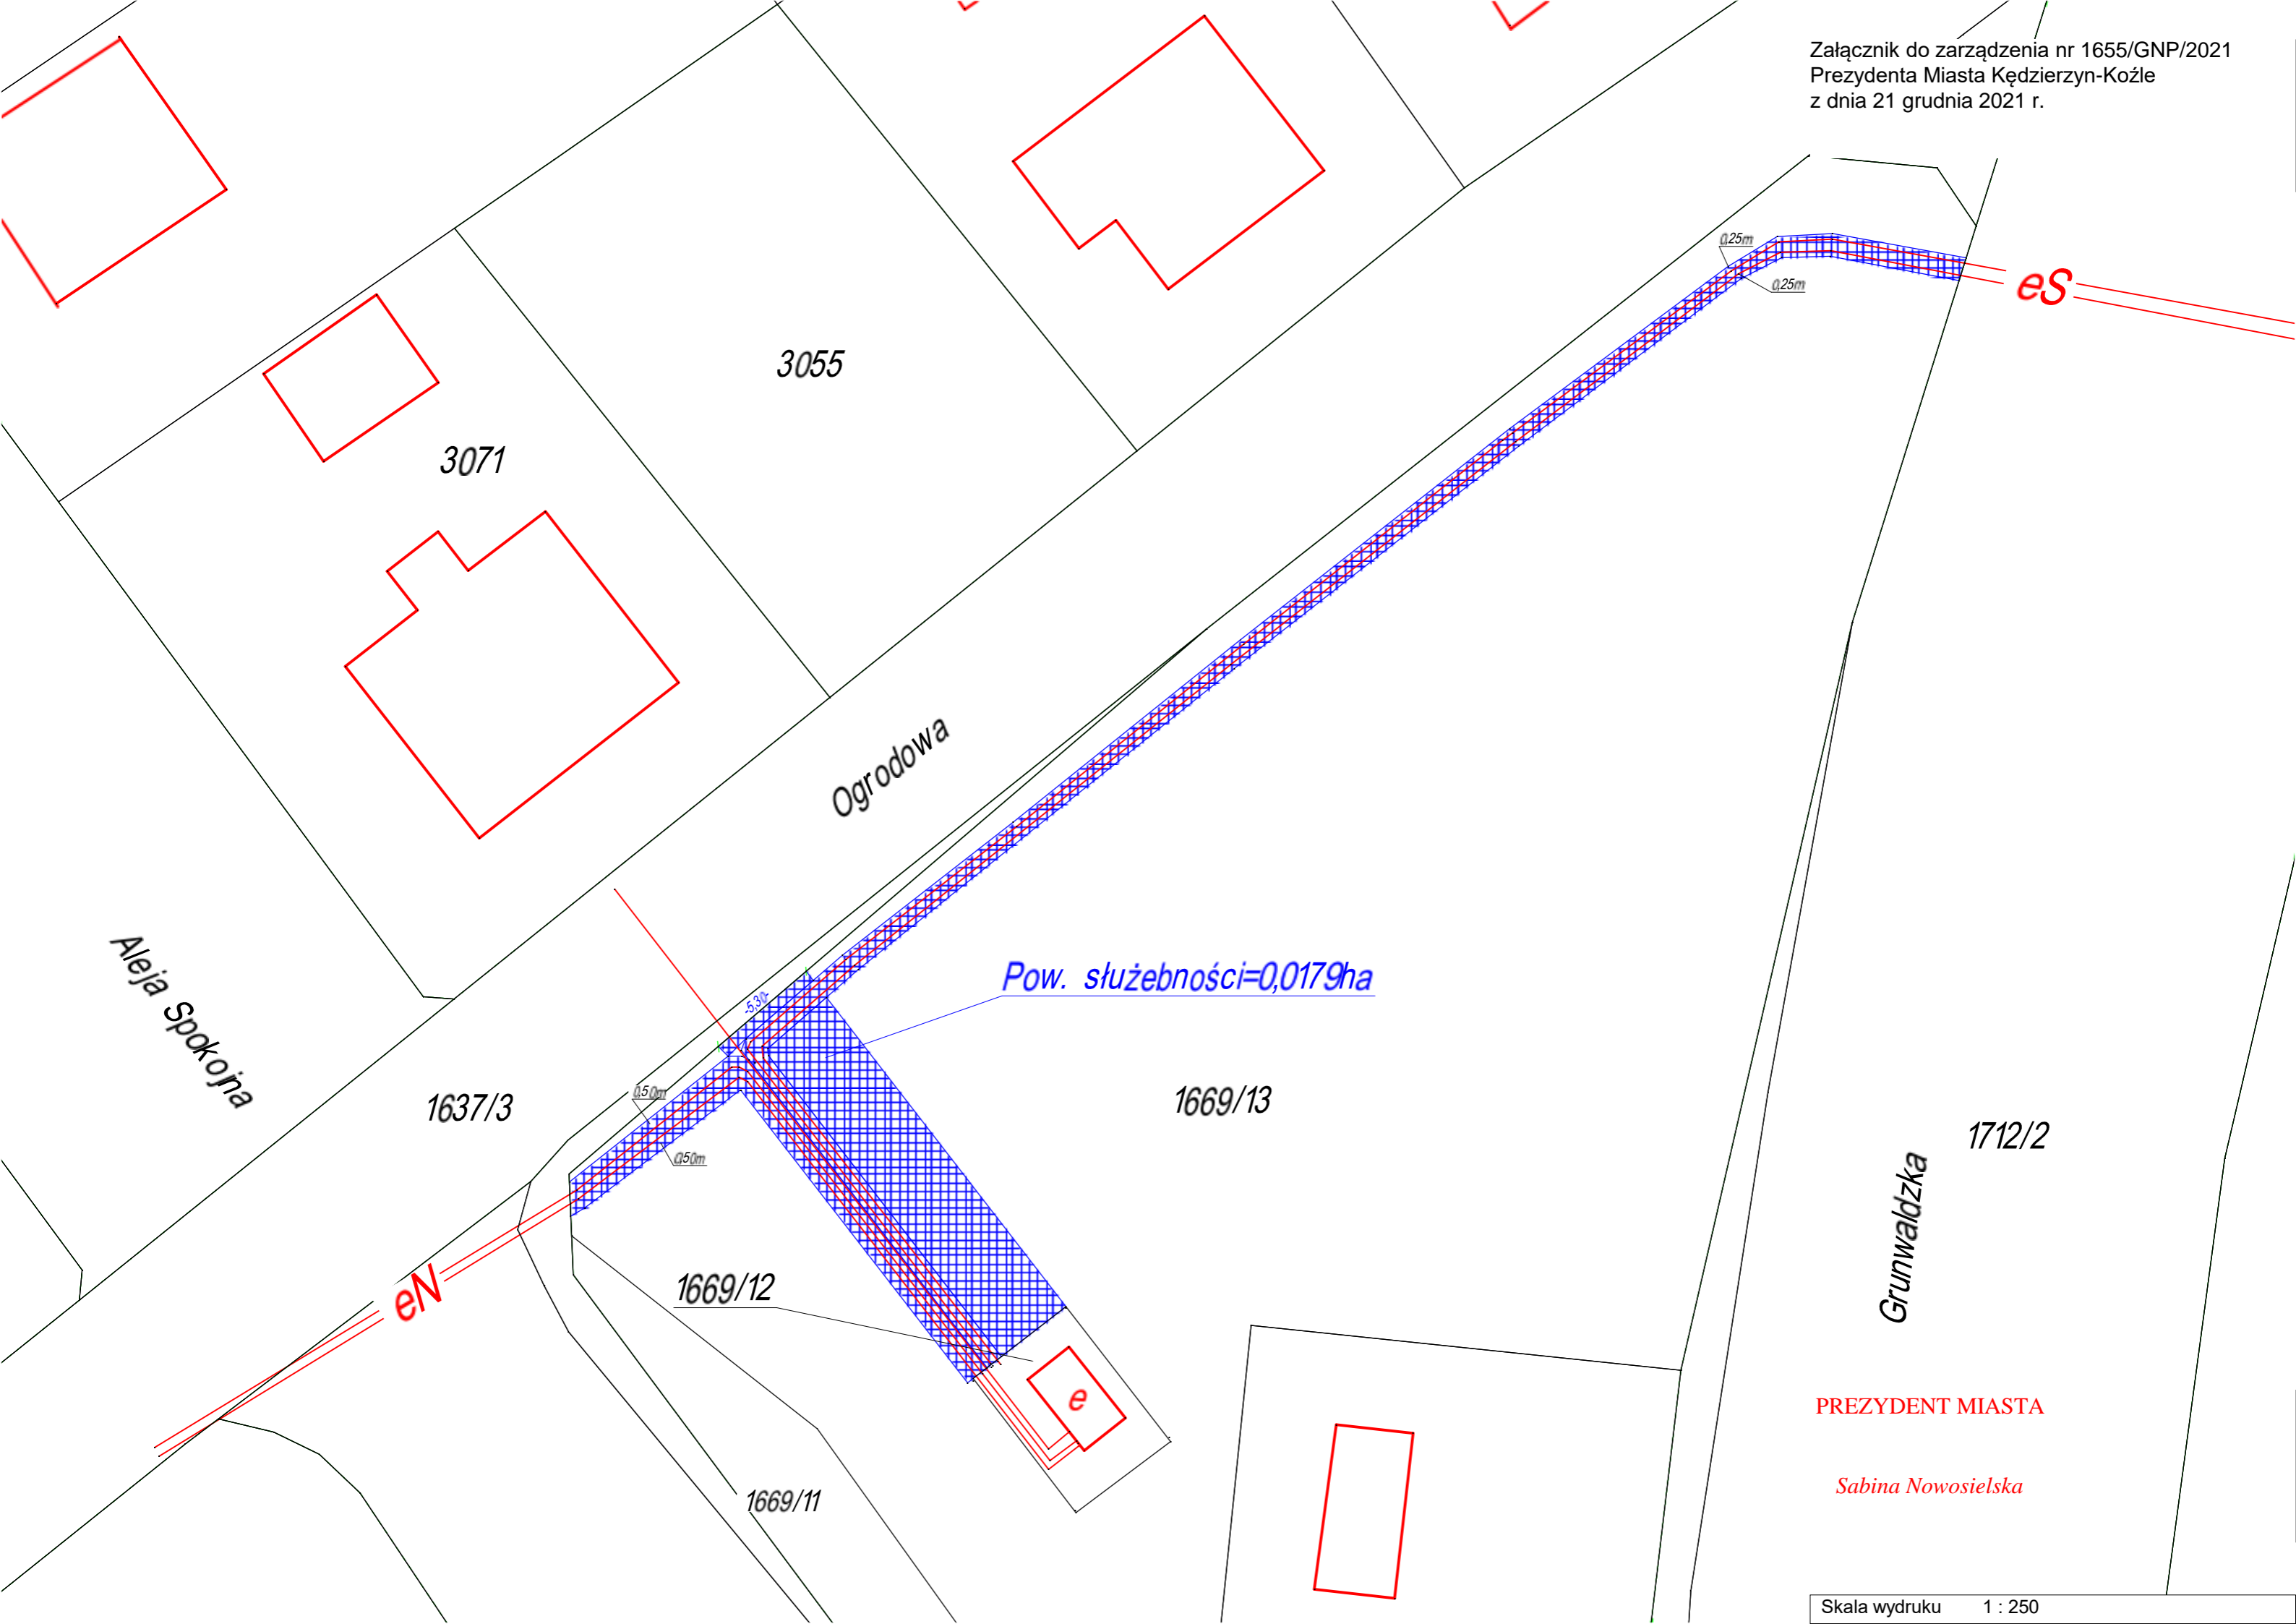 Załącznik do zarządzenia nr 1655/GNP/2021
Prezydenta Miasta Kędzierzyn-Koźle
z dnia 21 grudnia 2021 r.
0,25m
0,25m
eS
3055
3071
Ogrodowa
Aleja Spokojna
Pow. służebności=0,0179ha
-5.30-
1637/3
0,50m
0,50m
1669/13
1712/2
Grunwaldzka
eN
1669/12
e
1669/11
PREZYDENT MIASTA
Sabina Nowosielska
Skala wydruku 1 : 250